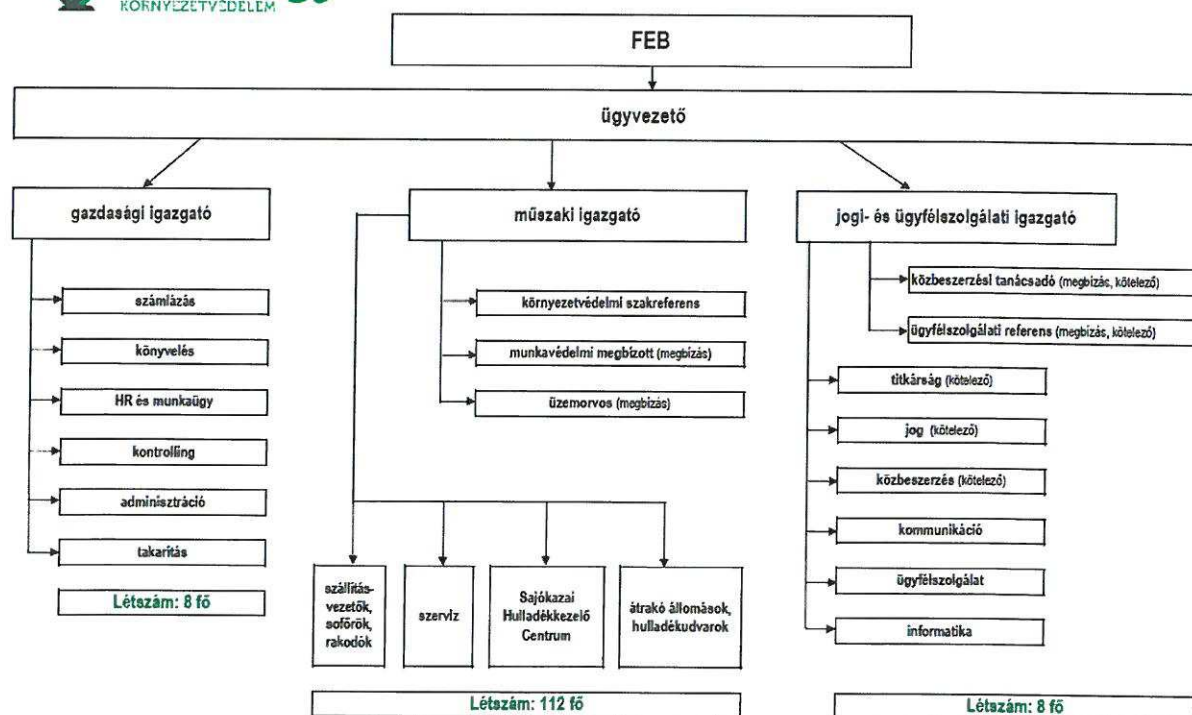 KÖRNYEZETVÉDELEM
FEB
ügyvezető
gazdasági igazgató
számlázás
könyvelés
HR és munkaügy
kontrolling
adminisztráció
takarítás
Létszám: 8 fő
műszaki igazgató
környezetvédelmi szakreferens
munkavédelmi megbízott (megbízás)
üzemorvos (megbízás)
szállítás-
vezetők,
sofőrök,
rakodók
szerviz
Sajókazai
Hulladékkezelő
Centrum
átrakó állomások,
hulladékudvarok
Létszám: 112 fő
jogi- és ügyfélszolgálati igazgató
közbeszerzési tanácsadó (megbízás, kötelező)
ügyfélszolgálati referens (megbízás, kötelező)
titkárság (kötelező)
jog (kötelező)
közbeszerzés (kötelező)
kommunikáció
ügyfélszolgálat
informatika
Létszám: 8 fő